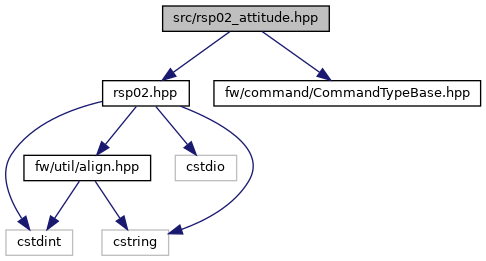 src/rsp02_attitude.hpp
rsp02.hpp
fw/command/CommandTypeBase.hpp
fw/util/align.hpp
cstdio
cstdint
cstring